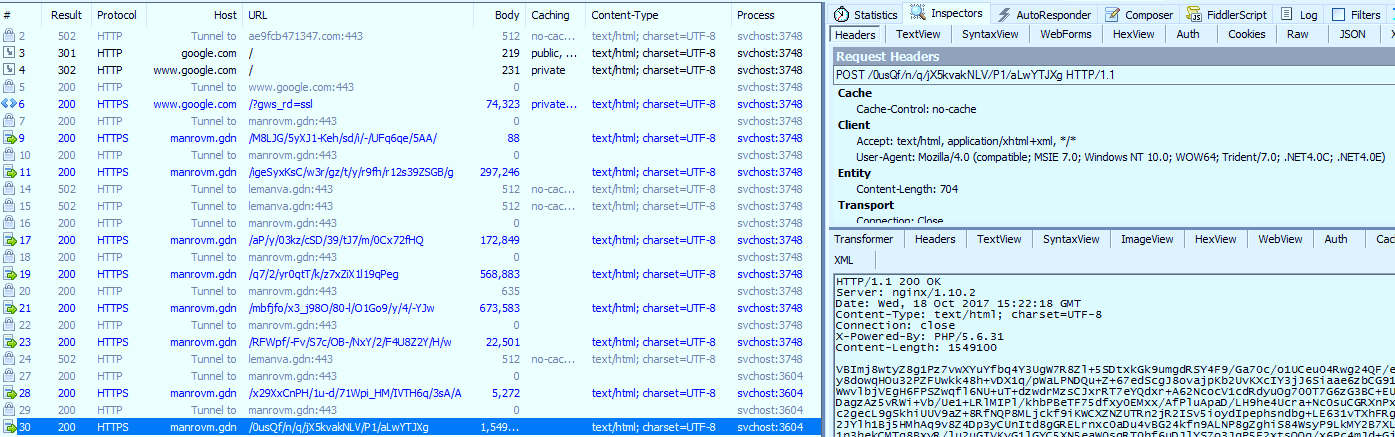 # Result Protocol Host URL Body Caching Content-Type Process
2 502 HTTP Tunnel to ae9fcb471347.com:443 512 no-cac... text/html; charset=UTF-8 svchost:3748
3 301 HTTP google.com / 219 public, ... text/html; charset=UTF-8 svchost:3748
4 302 HTTP www.google.com / 231 private text/html; charset=UTF-8 svchost:3748
5 200 HTTP Tunnel to www.google.com:443 0 svchost:3748
6 200 HTTPS www.google.com /?gws_rd=ssl 74,323 private... text/html; charset=UTF-8 svchost:3748
7 200 HTTP Tunnel to manrovm.gdn:443 0 svchost:3748
9 200 HTTPS manrovm.gdn /M8LJG/5yXJ1-Keh/sd/i/-/UFq6qe/5AA/ 88 text/html; charset=UTF-8 svchost:3748
10 200 HTTP Tunnel to manrovm.gdn:443 0 svchost:3748
11 200 HTTPS manrovm.gdn /igeSyxKsC/w3r/gz/t/y/r9fh/r12s39ZSGB/g 297,246 text/html; charset=UTF-8 svchost:3748
14 502 HTTP Tunnel to lemanva.gdn:443 512 no-cac... text/html; charset=UTF-8 svchost:3748
15 502 HTTP Tunnel to lemanva.gdn:443 512 no-cac... text/html; charset=UTF-8 svchost:3748
16 200 HTTP Tunnel to manrovm.gdn:443 0 svchost:3748
17 200 HTTPS manrovm.gdn /aP/y/03kz/cSD/39/tJ7/m/0Cx72fHQ 172,849 text/html; charset=UTF-8 svchost:3748
18 200 HTTP Tunnel to manrovm.gdn:443 0 svchost:3748
19 200 HTTPS manrovm.gdn /q7/2/yr0qtT/k/z7xZiX1l19qPeg 568,883 text/html; charset=UTF-8 svchost:3748
20 200 HTTP Tunnel to manrovm.gdn:443 635 svchost:3748
21 200 HTTPS manrovm.gdn /mbfjfo/x3_j98O/80-l/O1Go9/y/4/-YJw 673,583 text/html; charset=UTF-8 svchost:3748
22 200 HTTP Tunnel to manrovm.gdn:443 0 svchost:3748
23 200 HTTPS manrovm.gdn /RFWpf/-Fv/S7c/OB-/NxY/2/F4U8Z2Y/H/w 22,501 text/html; charset=UTF-8 svchost:3748
24 502 HTTP Tunnel to lemanva.gdn:443 512 no-cac... text/html; charset=UTF-8 svchost:3748
27 200 HTTP Tunnel to manrovm.gdn:443 0 svchost:3604
28 200 HTTPS manrovm.gdn /x29XxCnPH/1u-d/71Wpi_HM/IVTH6q/3sA/A 5,272 text/html; charset=UTF-8 svchost:3604
29 200 HTTP Tunnel to manrovm.gdn:443 0 svchost:3604
30 200 HTTPS manrovm.gdn /0usQf/n/q/jX5kvakNLV/P1/aLwYTJXg 1,549... text/html; charset=UTF-8 svchost:3604
Statistics Inspectors AutoResponder Composer FiddlerScript Log Filters
Headers TextView SyntaxView WebForms HexView Auth Cookies Raw JSON X
Request Headers
POST /0usQf/n/q/jX5kvakNLV/P1/aLwYTJXg HTTP/1.1
Cache
Cache-Control: no-cache
Client
Accept: text/html, application/xhtml+xml, */*
User-Agent: Mozilla/4.0 (compatible; MSIE 7.0; Windows NT 10.0; WOW64; Trident/7.0; .NET4.0C; .NET4.0E)
Entity
Content-Length: 704
Transport
Connection: Close
Transformer Headers TextView SyntaxView ImageView HexView WebView Auth Cac
XML
HTTP/1.1 200 OK
Server: nginx/1.10.2
Date: Wed, 18 Oct 2017 15:22:18 GMT
Content-Type: text/html; charset=UTF-8
Connection: close
X-Powered-By: PHP/5.6.31
Content-Length: 1549100